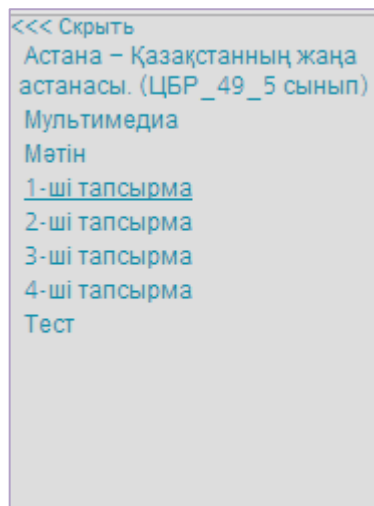 <<< Скрыть
Астана – Қазақстанның жаңа
астанасы. (ЦБР_49_5 сынып)
Мультимедиа
Мәтін
1-ші тапсырма
2-ші тапсырма
3-ші тапсырма
4-ші тапсырма
Тест